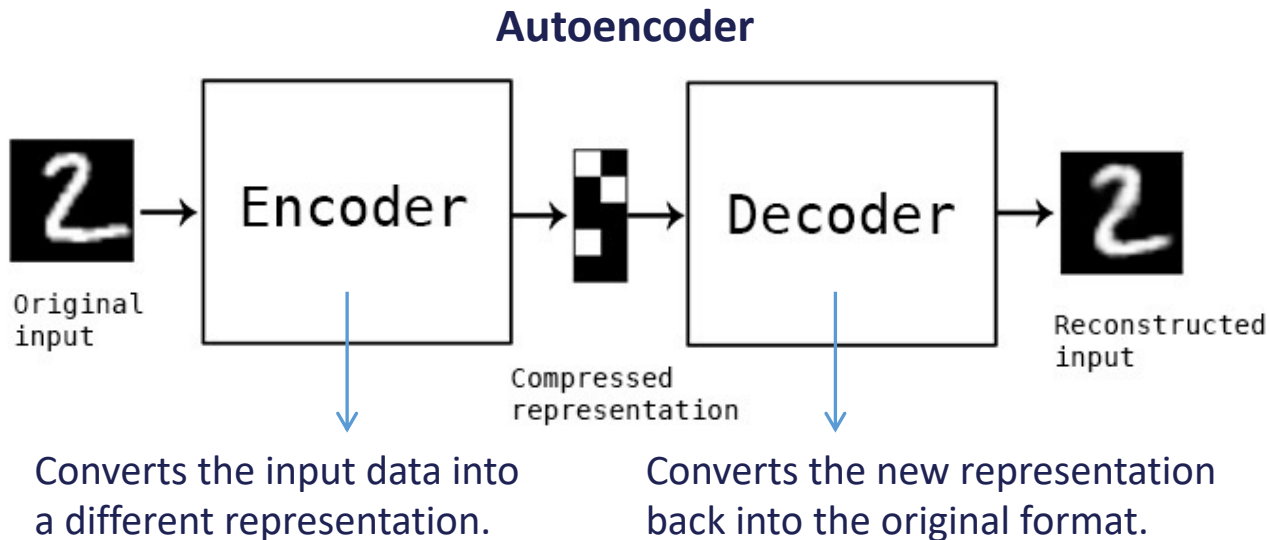 Autoencoder
Encoder
Decoder
Original
input
Compressed
representation
Reconstructed
input
Converts the input data into
a different representation.
Converts the new representation
back into the original format.